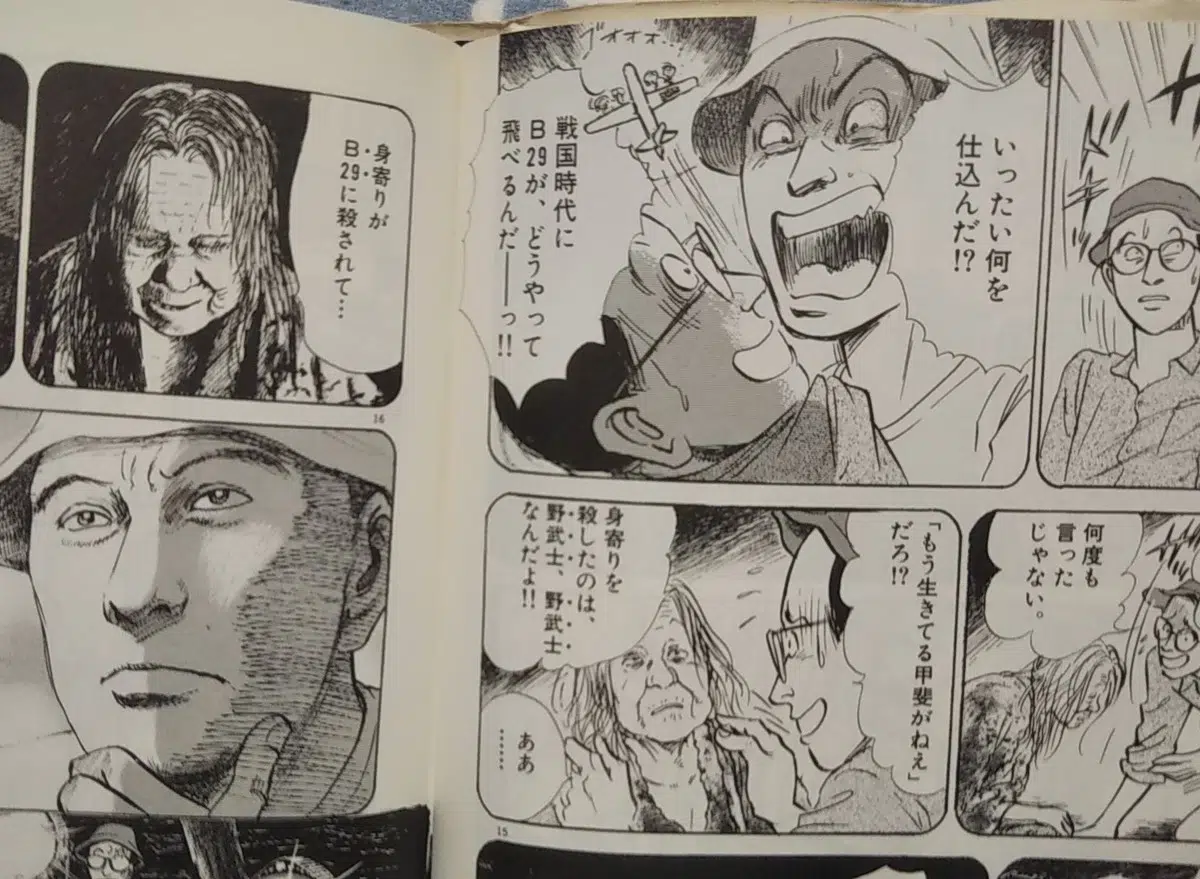 いったい何を
仕込んだ!?
ブオオオ…
戦国時代に
B29が、どうやって
飛べるんだ――っ!!
何度も
言った
じゃない。
「もう生きてる甲斐がねえ」
だろ!?
身寄りを
殺したのは、
野武士、野武士
なんだよ!!
ああ
……
15
身寄りが
B29に殺されて…
16